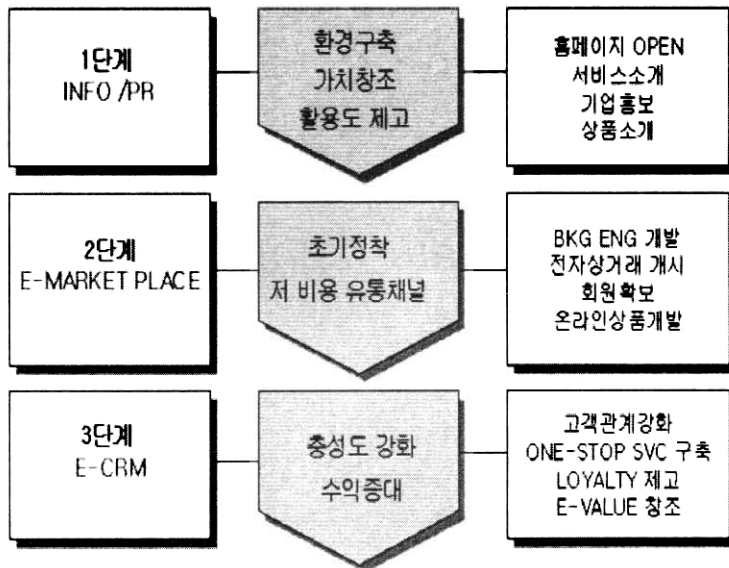 1단계
INFO /PR
환경구축
가치창조
활용도 제고
홈페이지 OPEN
서비스소개
기업홍보
상품소개
2단계
E-MARKET PLACE
초기정착
저 비용 유통채널
BKG ENG 개발
전자상거래 개시
회원확보
온라인상품개발
3단계
E-CRM
충성도 강화
수익증대
고객관계강화
ONE-STOP SVC 구축
LOYALTY 제고
E-VALUE 창조